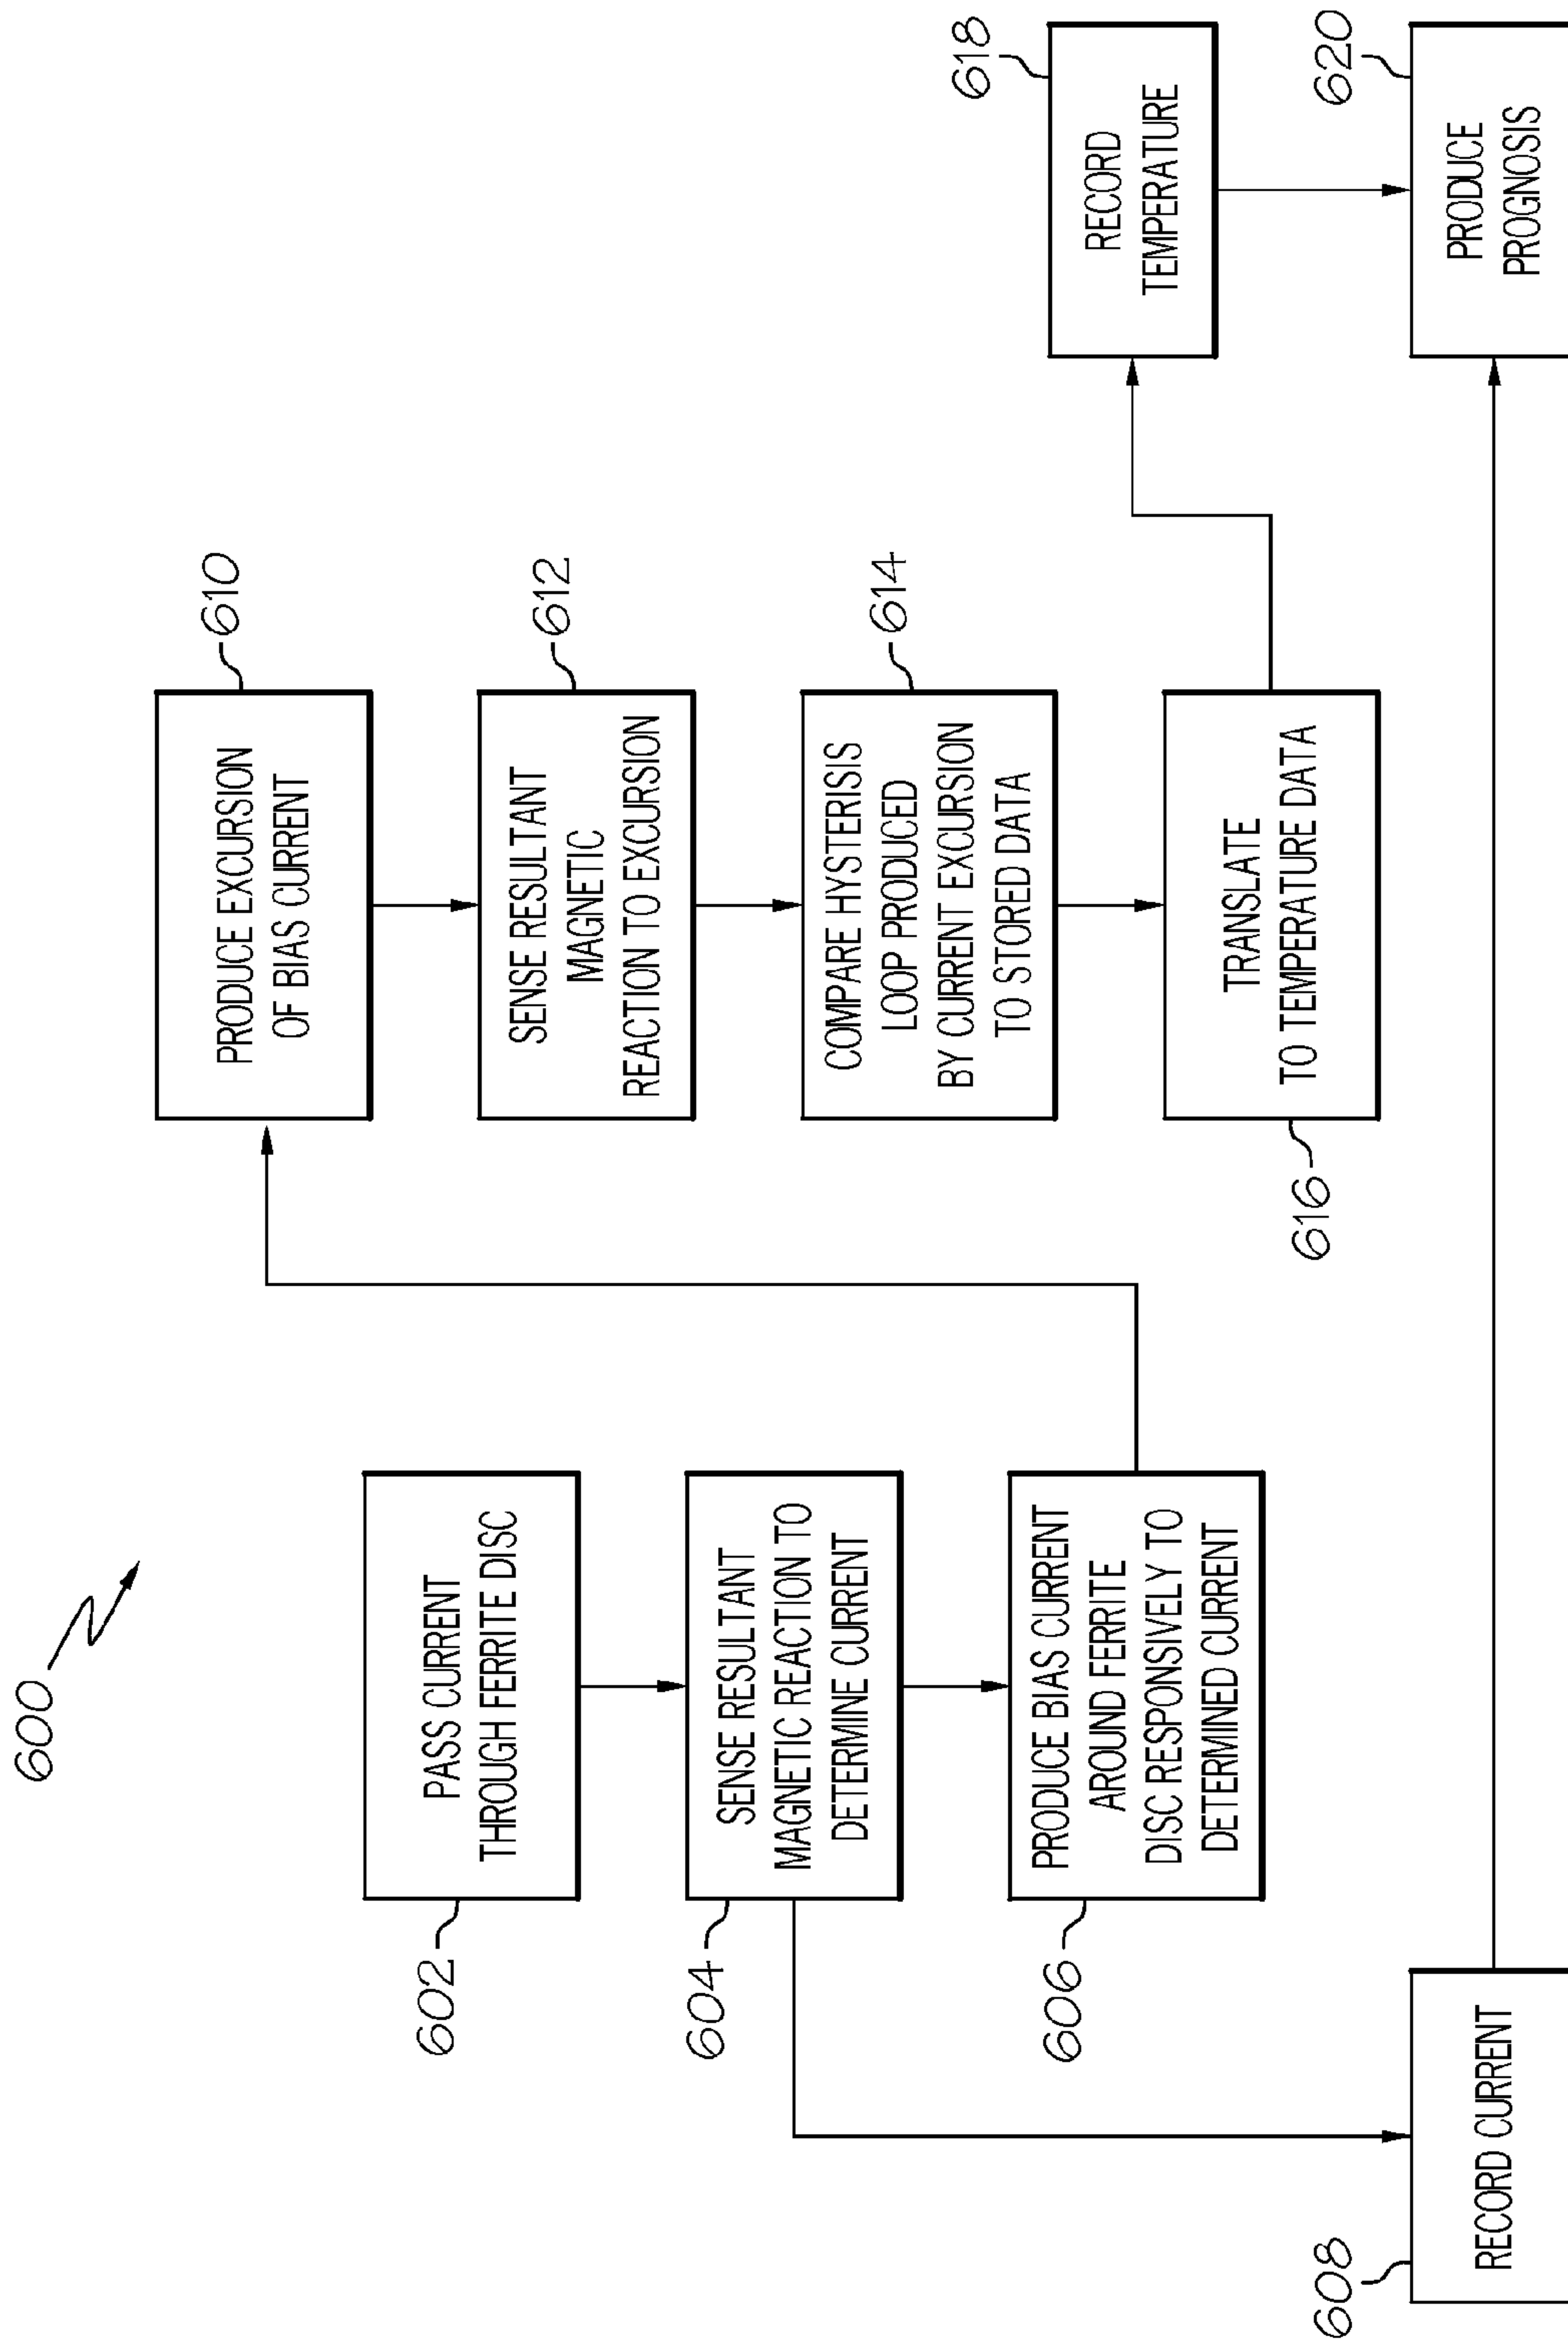 600
602
PASS CURRENT
THROUGH FERRITE DISC
604
SENSE RESULTANT
MAGNETIC REACTION TO
DETERMINE CURRENT
606
PRODUCE BIAS CURRENT
AROUND FERRITE
DISC RESPONSIVELY TO
DETERMINED CURRENT
608
RECORD CURRENT
610
PRODUCE EXCURSION
OF BIAS CURRENT
612
SENSE RESULTANT
MAGNETIC
REACTION TO EXCURSION
614
COMPARE HYSTERISIS
LOOP PRODUCED
BY CURRENT EXCURSION
TO STORED DATA
616
TRANSLATE
TO TEMPERATURE DATA
618
RECORD
TEMPERATURE
620
PRODUCE
PROGNOSIS